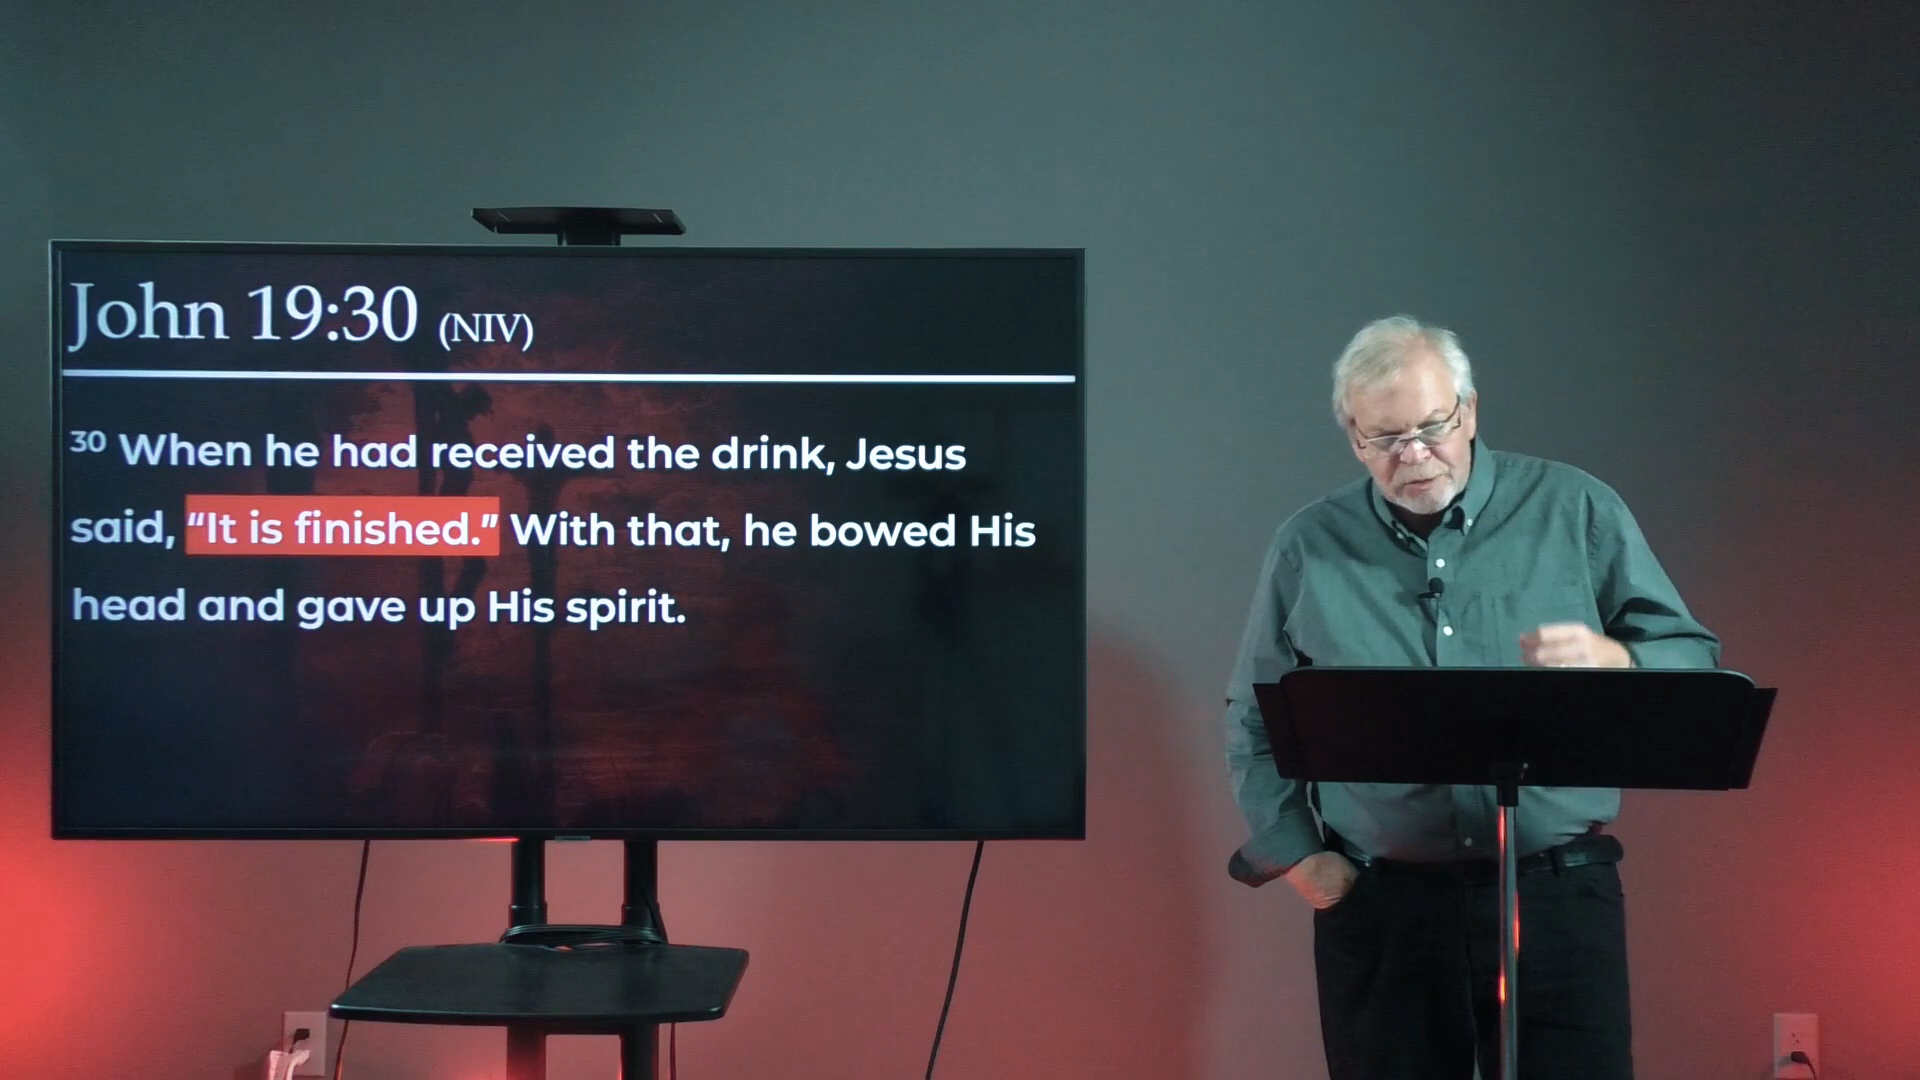 John 19:30 (NIV)
30 When he had received the drink, Jesus
said, “It is finished.” With that, he bowed His
head and gave up His spirit.